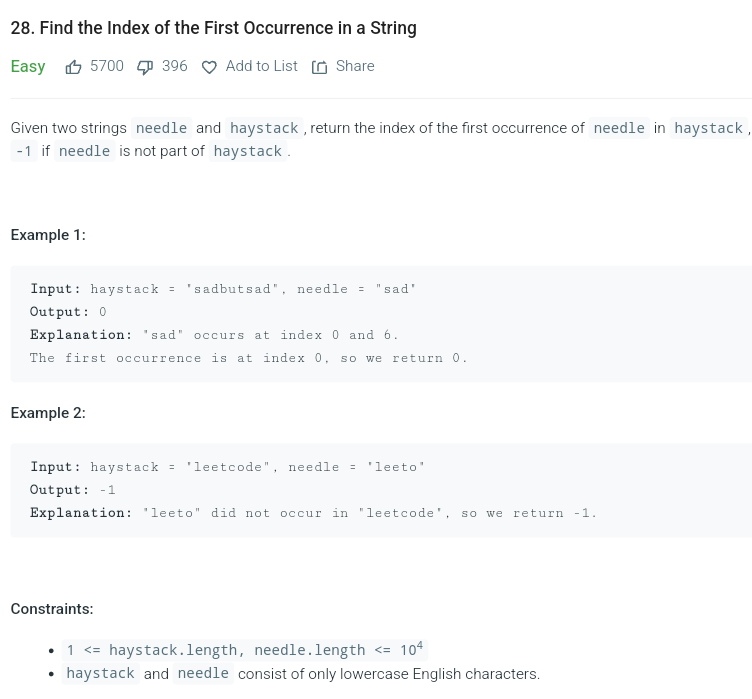 28. Find the Index of the First Occurrence in a String
Easy 5700 396 Add to List Share
Given two strings needle and haystack , return the index of the first occurrence of needle in haystack ,
-1 if needle is not part of haystack .
Example 1:
Input: haystack = "sadbutsad", needle = "sad"
Output: 0
Explanation: "sad" occurs at index 0 and 6.
The first occurrence is at index 0, so we return 0.
Example 2:
Input: haystack = "leetcode", needle = "leeto"
Output: -1
Explanation: "leeto" did not occur in "leetcode", so we return -1.
Constraints:
• 1 <= haystack.length, needle.length <= 10⁴
• haystack and needle consist of only lowercase English characters.